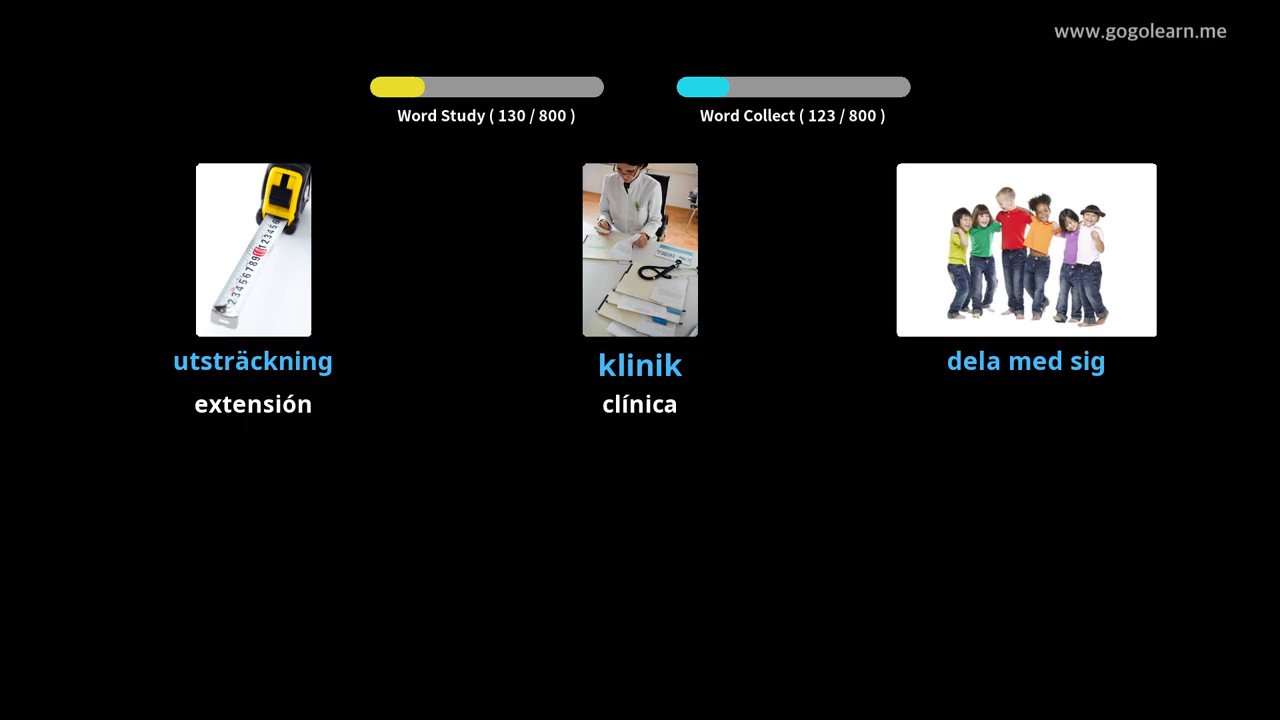 www.gogolearn.me
Word Study ( 130 / 800 )
Word Collect ( 123 / 800 )
utsträckning
klinik
dela med sig
extensión
clínica